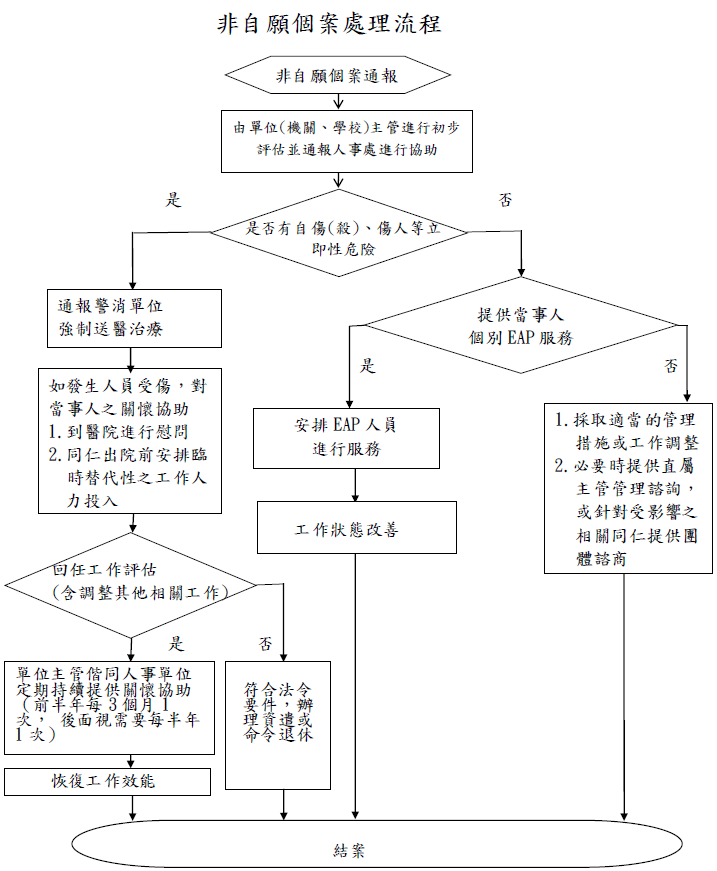 非自願個案處理流程
非自願個案通報
由單位(機關、學校)主管進行初步
評估並通報人事處進行協助
是
否
是否有自傷(殺)、傷人等立
即性危險
通報警消單位
強制送醫治療
提供當事人
個別EAP服務
是
否
如發生人員受傷，對
當事人之關懷協助
1.到醫院進行慰問
2.同仁出院前安排臨
時替代性之工作人
力投入
安排EAP人員
進行服務
1.採取適當的管理
措施或工作調整
2.必要時提供直屬
主管管理諮詢，
或針對受影響之
相關同仁提供團
體諮商
工作狀態改善
回任工作評估
(含調整其他相關工作)
是
否
單位主管偕同人事單位
定期持續提供關懷協助
（前半年每3個月1
次， 後面視需要每半年
1次）
符合法令
要件，辦
理資遣或
命令退休
恢復工作效能
結案